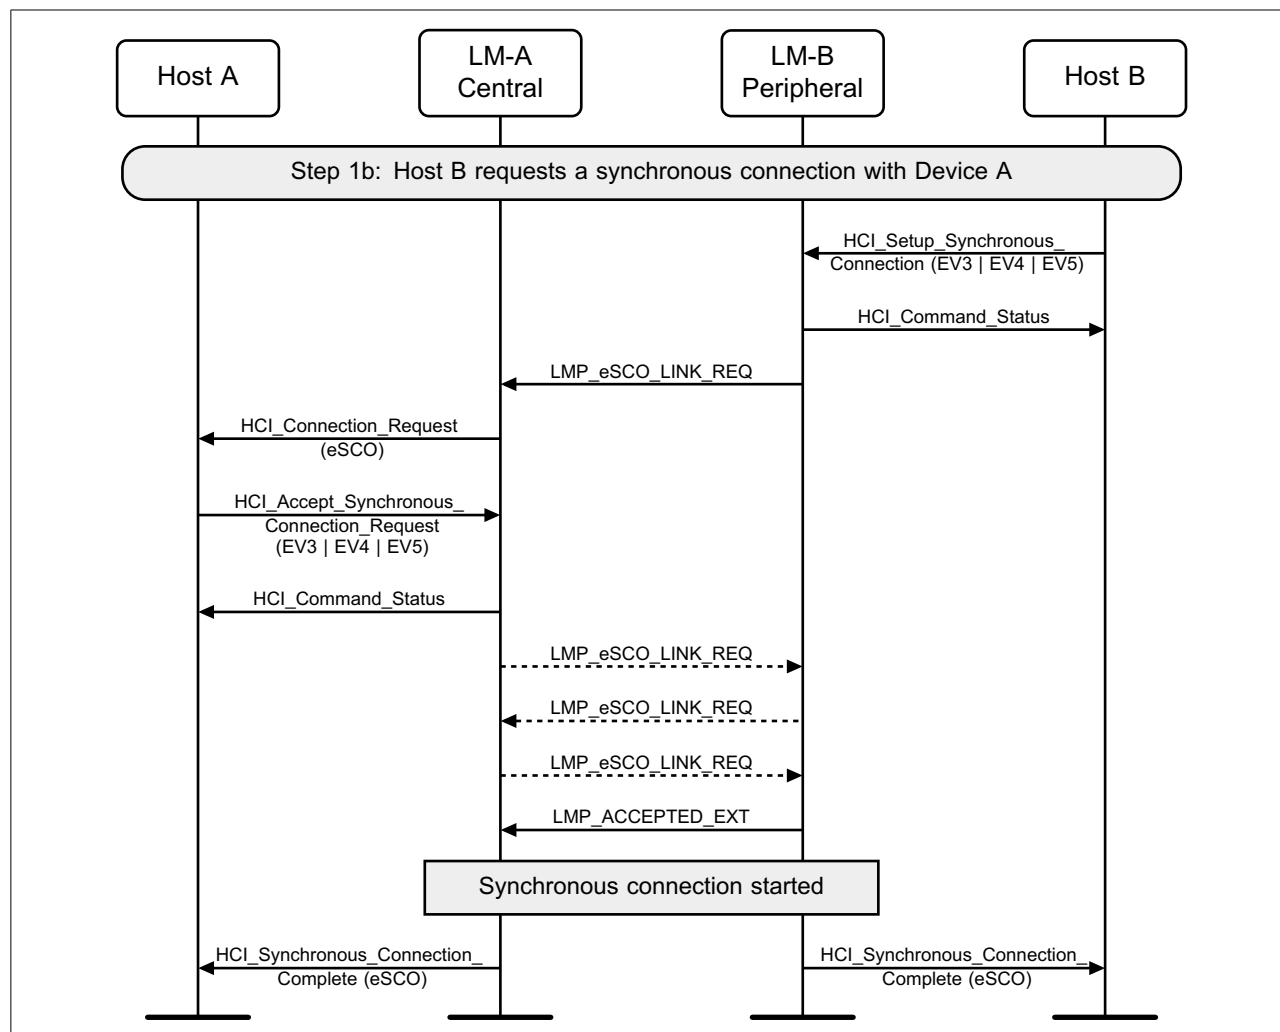 Host A
LM-A
Central
LM-B
Peripheral
Host B
Step 1b: Host B requests a synchronous connection with Device A
HCI_Setup_Synchronous_
Connection (EV3 | EV4 | EV5)
HCI_Command_Status
LMP_eSCO_LINK_REQ
HCI_Connection_Request
(eSCO)
HCI_Accept_Synchronous_
Connection_Request
(EV3 | EV4 | EV5)
HCI_Command_Status
LMP_eSCO_LINK_REQ
LMP_eSCO_LINK_REQ
LMP_eSCO_LINK_REQ
LMP_ACCEPTED_EXT
Synchronous connection started
HCI_Synchronous_Connection_
Complete (eSCO)
HCI_Synchronous_Connection_
Complete (eSCO)